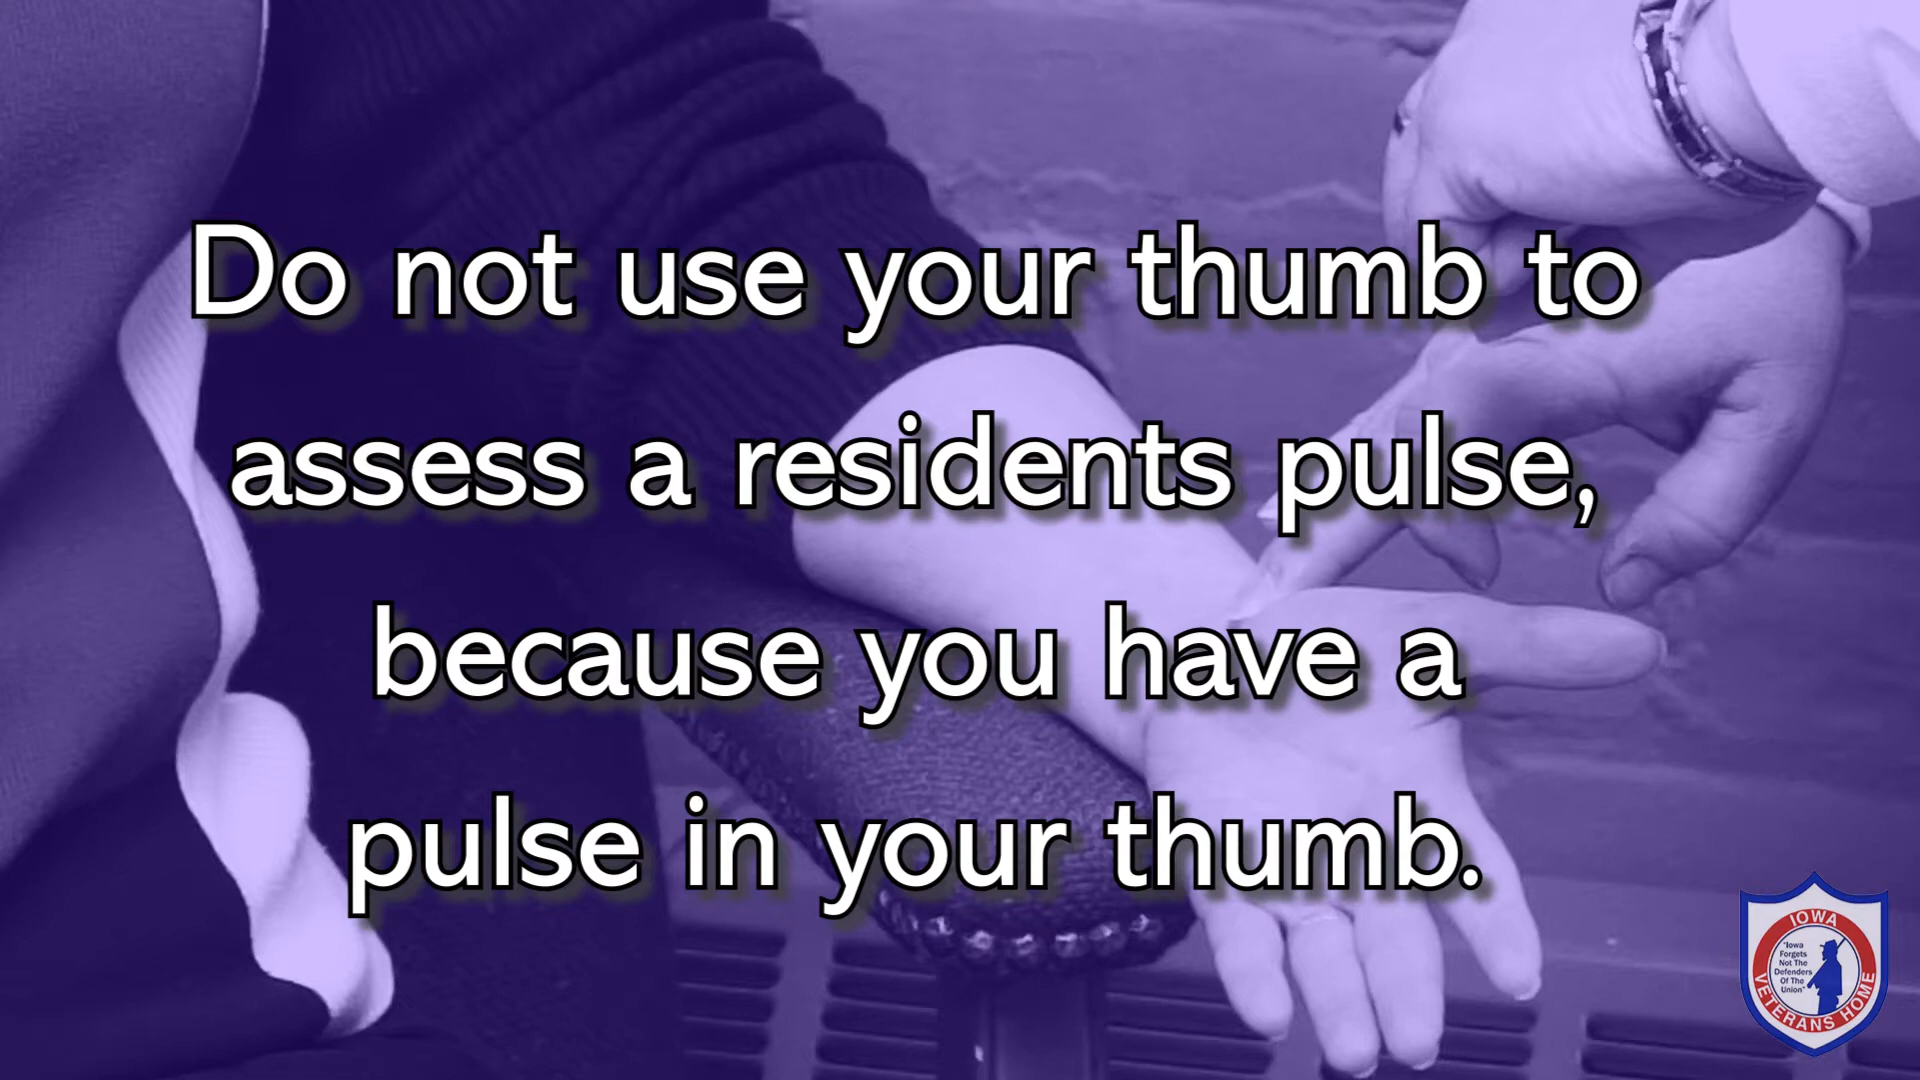 Do not use your thumb to
assess a residents pulse,
because you have a
pulse in your thumb.
IOWA
"Iowa
Forgets
Not The
Defenders
Of The
Union"
VETERANS HOME